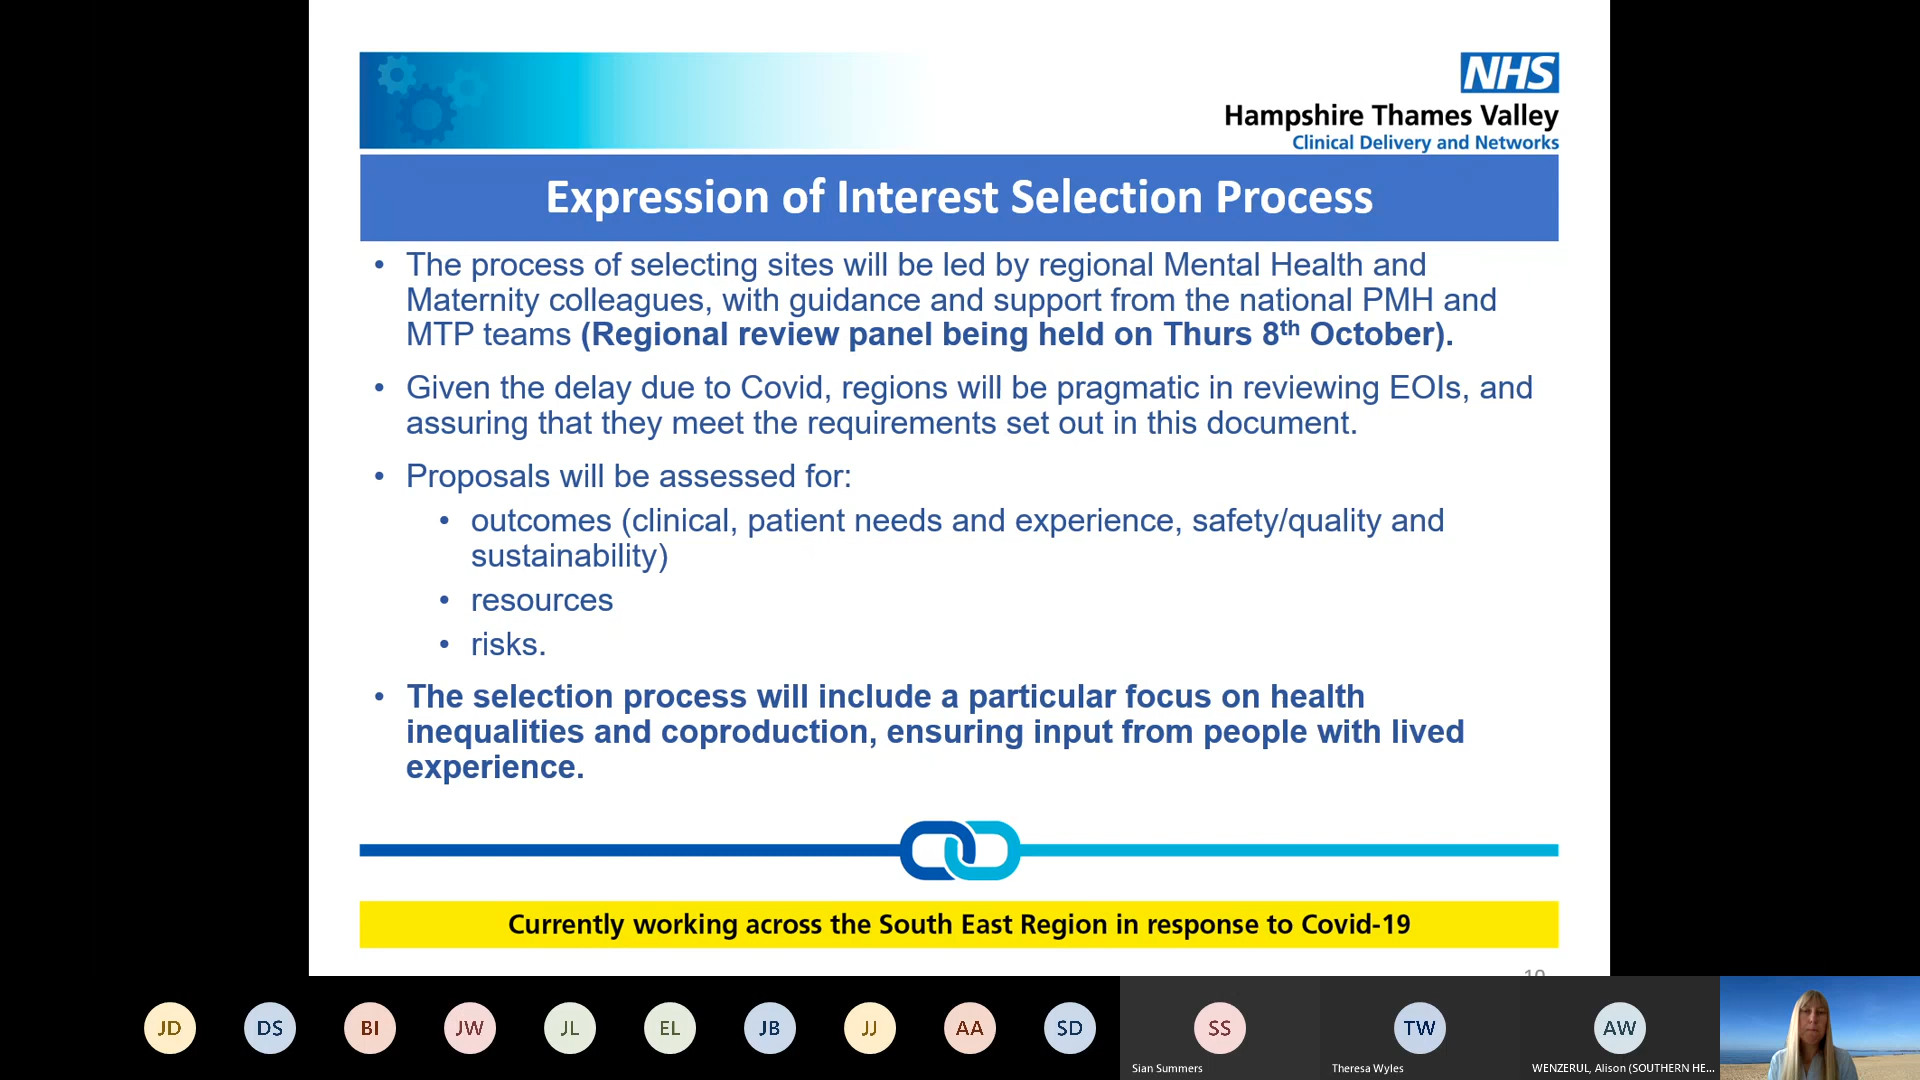 NHS
Hampshire Thames Valley
Clinical Delivery and Networks
Expression of Interest Selection Process
• The process of selecting sites will be led by regional Mental Health and
Maternity colleagues, with guidance and support from the national PMH and
MTP teams (Regional review panel being held on Thurs 8th October).
• Given the delay due to Covid, regions will be pragmatic in reviewing EOIs, and
assuring that they meet the requirements set out in this document.
• Proposals will be assessed for:
• outcomes (clinical, patient needs and experience, safety/quality and
sustainability)
• resources
• risks.
• The selection process will include a particular focus on health
inequalities and coproduction, ensuring input from people with lived
experience.
Currently working across the South East Region in response to Covid-19
JD DS BI JW JL EL JB JJ AA SD SS TW AW
Sian Summers Theresa Wyles WENZERUL, Alison (SOUTHERN HE...